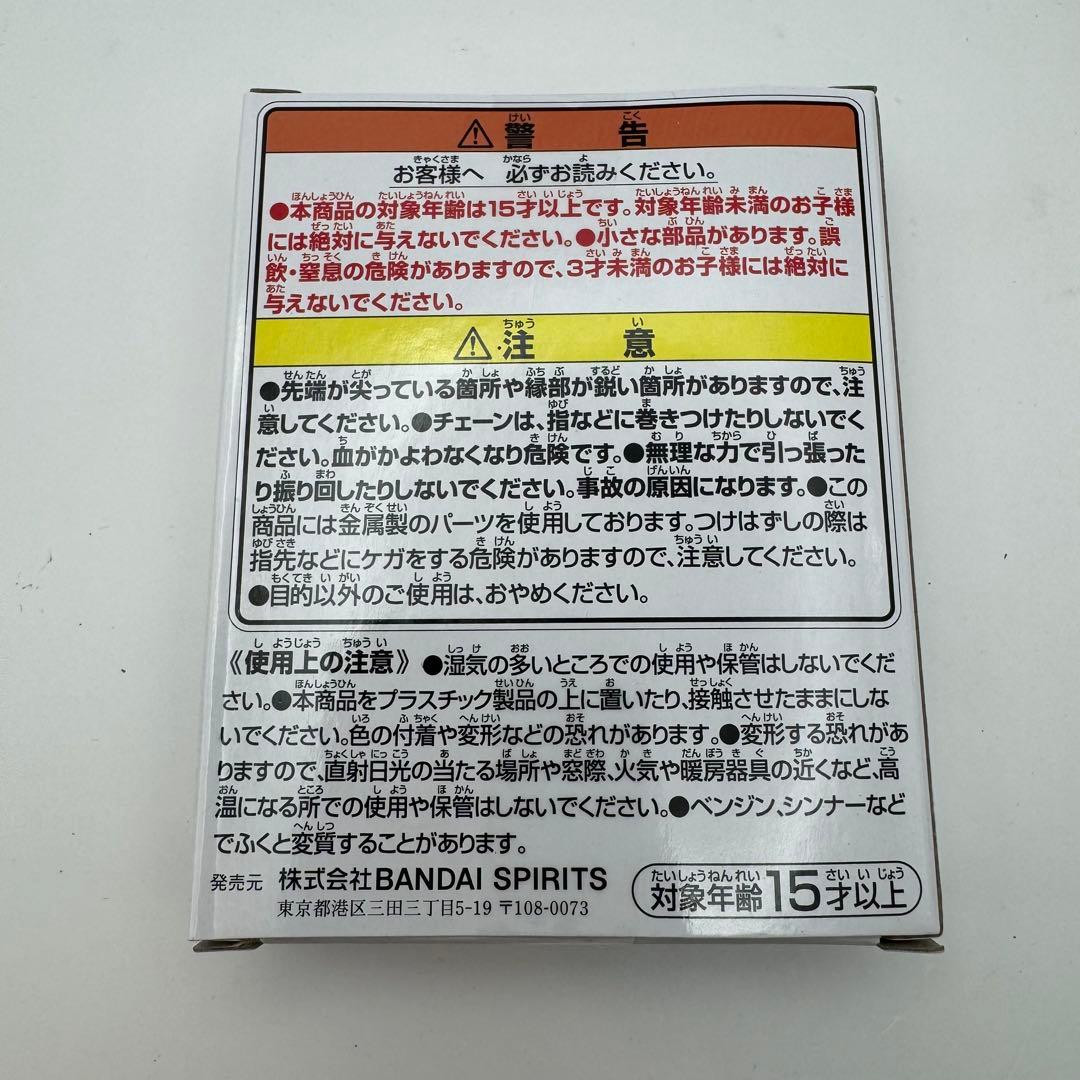 ⚠警告
お客様へ 必ずお読みください。
●本商品の対象年齢は15才以上です。対象年齢未満のお子様
には絶対に与えないでください。●小さな部品があります。誤
飲・窒息の危険がありますので、3才未満のお子様には絶対に
与えないでください。
⚠注意
●先端が尖っている箇所や縁部が鋭い箇所がありますので、注
意してください。●チェーンは、指などに巻きつけたりしないでく
ださい。血がかよわなくなり危険です。●無理な力で引っ張った
り振り回したりしないでください。事故の原因になります。●この
商品には金属製のパーツを使用しております。つけはずしの際は
指先などにケガをする危険がありますので、注意してください。
●目的以外のご使用は、おやめください。
《使用上の注意》●湿気の多いところでの使用や保管はしないでくだ
さい。●本商品をプラスチック製品の上に置いたり、接触させたままにしな
いでください。色の付着や変形などの恐れがあります。●変形する恐れがあ
りますので、直射日光の当たる場所や窓際、火気や暖房器具の近くなど、高
温になる所での使用や保管はしないでください。●ベンジン、シンナーなど
でふくと変質することがあります。
発売元 株式会社BANDAI SPIRITS
東京都港区三田三丁目5-19 〒108-0073
対象年齢15才以上